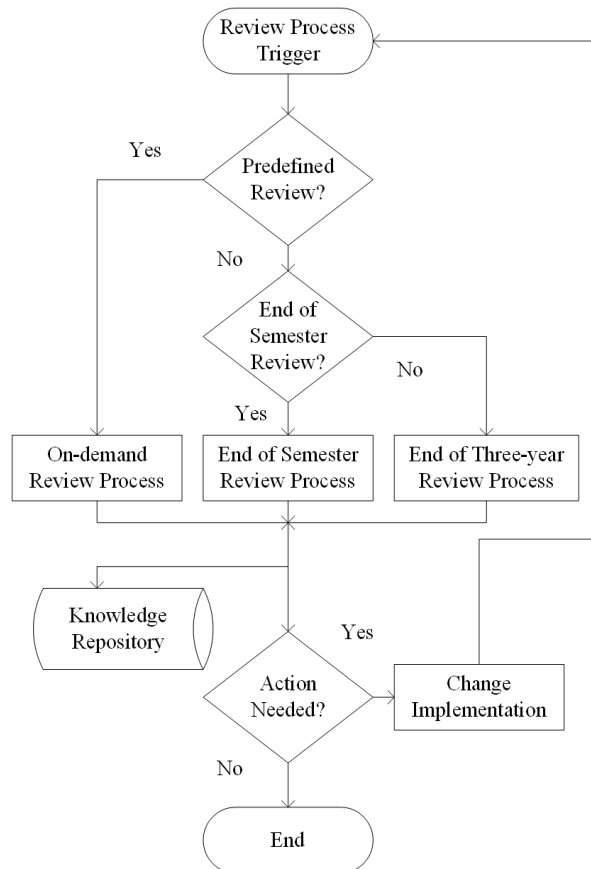 Review Process
Trigger
Yes
Predefined
Review?
No
End of
Semester
Review?
No
Yes
On-demand
Review Process
End of Semester
Review Process
End of Three-year
Review Process
Knowledge
Repository
Yes
Action
Needed?
Change
Implementation
No
End